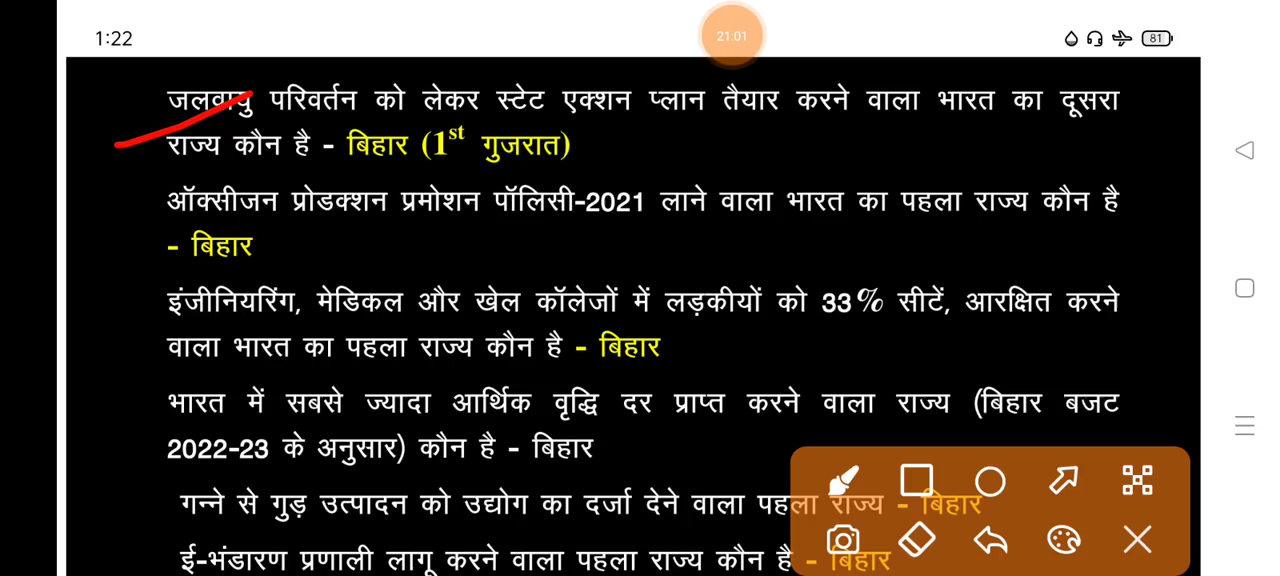 1:22
21:01
81
जलवायु परिवर्तन को लेकर स्टेट एक्शन प्लान तैयार करने वाला भारत का दूसरा
राज्य कौन है - बिहार (1st गुजरात)
ऑक्सीजन प्रोडक्शन प्रमोशन पॉलिसी-2021 लाने वाला भारत का पहला राज्य कौन है
- बिहार
इंजीनियरिंग, मेडिकल और खेल कॉलेजों में लड़कीयों को 33% सीटें, आरक्षित करने
वाला भारत का पहला राज्य कौन है - बिहार
भारत में सबसे ज्यादा आर्थिक वृद्धि दर प्राप्त करने वाला राज्य (बिहार बजट
2022-23 के अनुसार) कौन है - बिहार
गन्ने से गुड़ उत्पादन को उद्योग का दर्जा देने वाला पहला राज्य - बिहार
ई-भंडारण प्रणाली लागू करने वाला पहला राज्य कौन है - बिहार